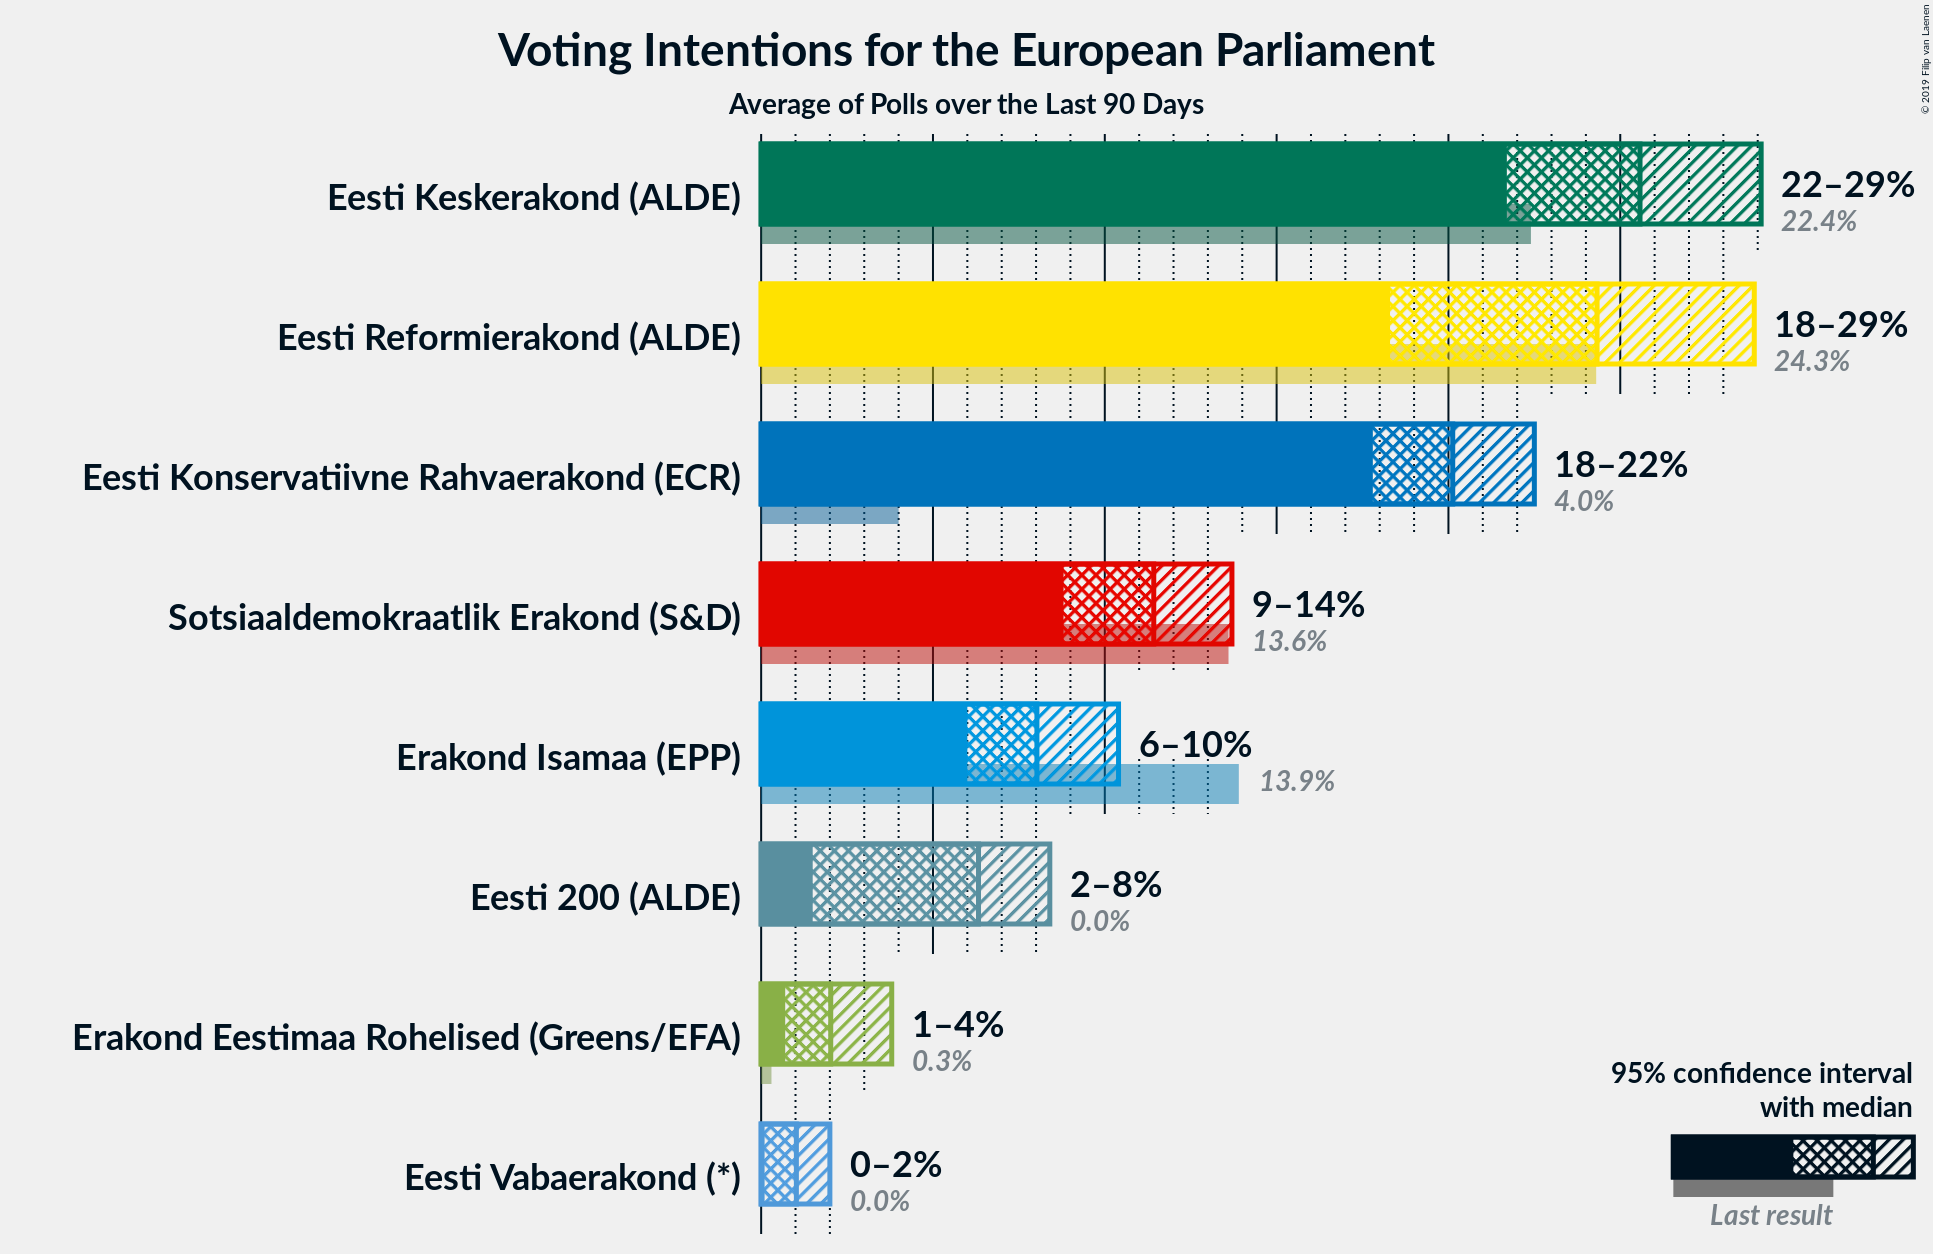 Voting Intentions for the European Parliament
Average of Polls over the Last 90 Days
© 2019 Filip van Laenen
Eesti Keskerakond (ALDE)
22–29%
22.4%
Eesti Reformierakond (ALDE)
18–29%
24.3%
Eesti Konservatiivne Rahvaerakond (ECR)
18–22%
4.0%
Sotsiaaldemokraatlik Erakond (S&D)
9–14%
13.6%
Erakond Isamaa (EPP)
6–10%
13.9%
Eesti 200 (ALDE)
2–8%
0.0%
Erakond Eestimaa Rohelised (Greens/EFA)
1–4%
0.3%
Eesti Vabaerakond (*)
0–2%
0.0%
95% confidence interval
with median
Last result